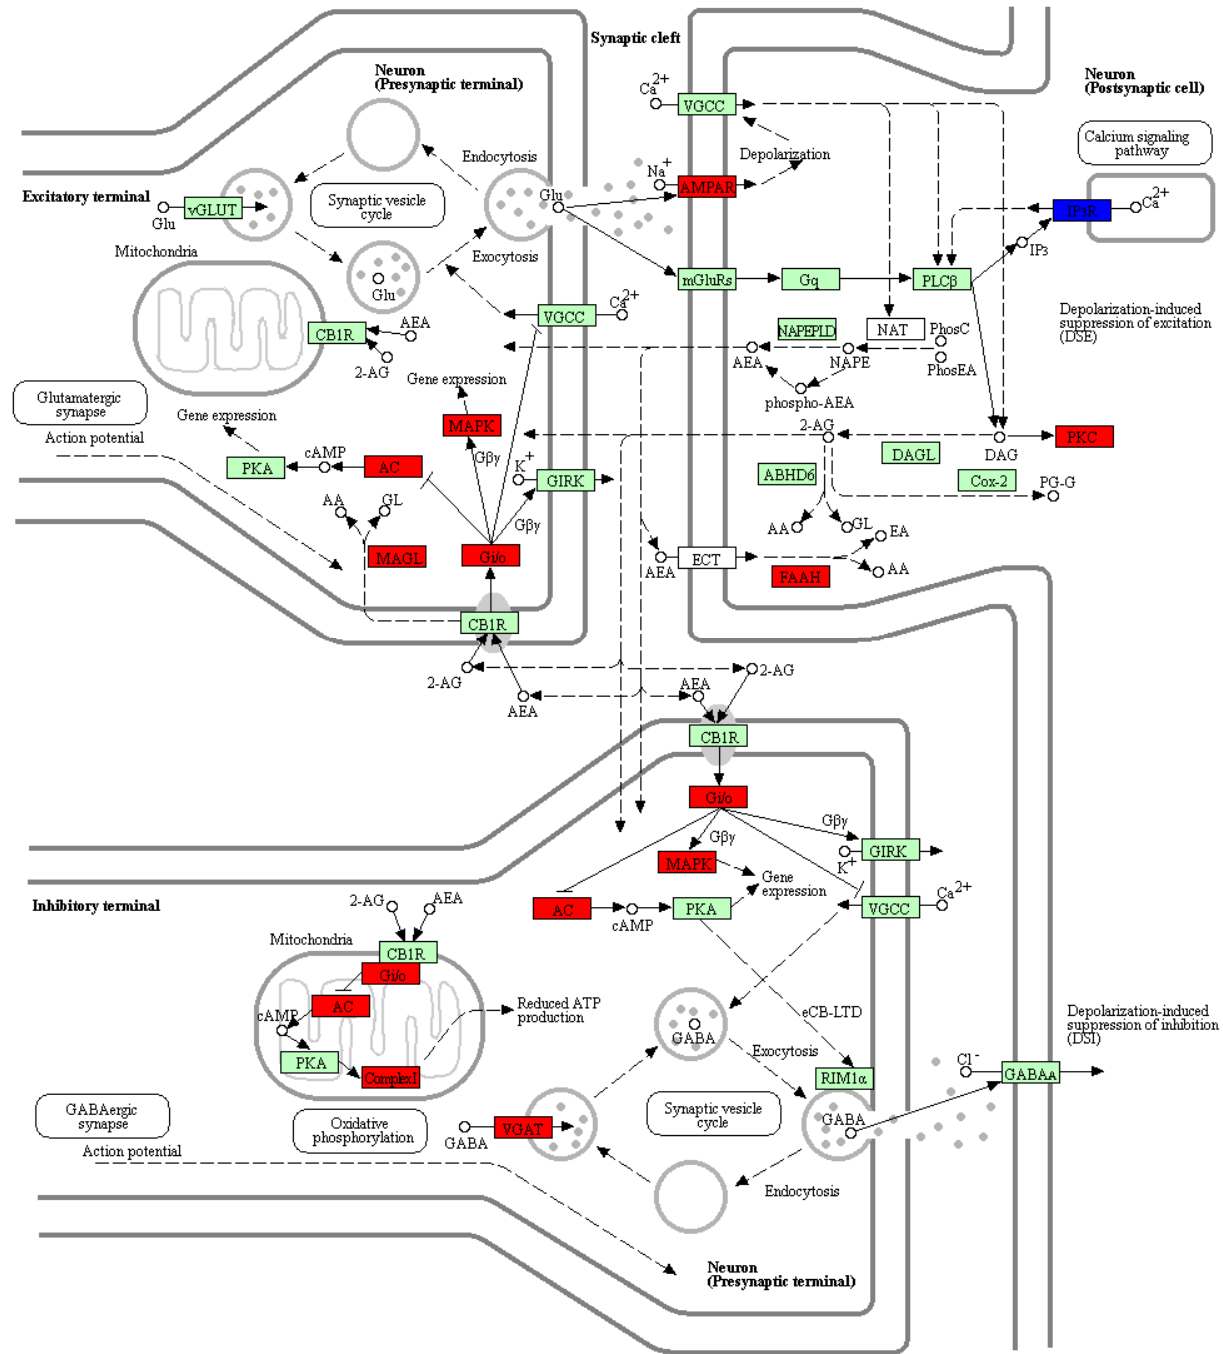 Synaptic cleft
Neuron
(Presynaptic terminal)
Neuron
(Postsynaptic cell)
Ca2+
VGCC
Calcium signaling
pathway
Endocytosis
Depolarization
Na+
AMPAR
Excitatory terminal
vGLUT
Glu
Synaptic vesicle
cycle
Glu
IP3R
Ca2+
IP3
Mitochondria
Exocytosis
Glu
mGluRs
Gq
PLCβ
VGCC
Ca2+
Depolarization-induced
suppression of excitation
(DSE)
CB1R
AEA
2-AG
NAPEPLD
NAT
PhosC
AEA
NAPE
PhosEA
phospho-AEA
Gene expression
Glutamatergic
synapse
Gene expression
MAPK
Action potential
2-AG
DAG
PKC
DAGL
cAMP
PKA
AC
Gβγ
K+
GIRK
ABHD6
Cox-2
PG-G
AA
GL
Gβγ
AA
GL
EA
MAGL
Gi/o
AEA
ECT
FAAH
AA
CB1R
2-AG
2-AG
AEA
AEA
CB1R
Gi/o
Gβγ
Gβγ
MAPK
K+
GIRK
Gene
expression
Inhibitory terminal
2-AG
AEA
AC
cAMP
PKA
VGCC
Ca2+
Mitochondria
CB1R
Gi/o
AC
Reduced ATP
production
cAMP
eCB-LTD
Depolarization-induced
suppression of inhibition
(DSI)
GABA
Exocytosis
PKA
ComplexI
RIM1α
Cl-
GABAA
GABAergic
synapse
Oxidative
phosphorylation
GABA
VGAT
Synaptic vesicle
cycle
GABA
Action potential
Endocytosis
Neuron
(Presynaptic terminal)